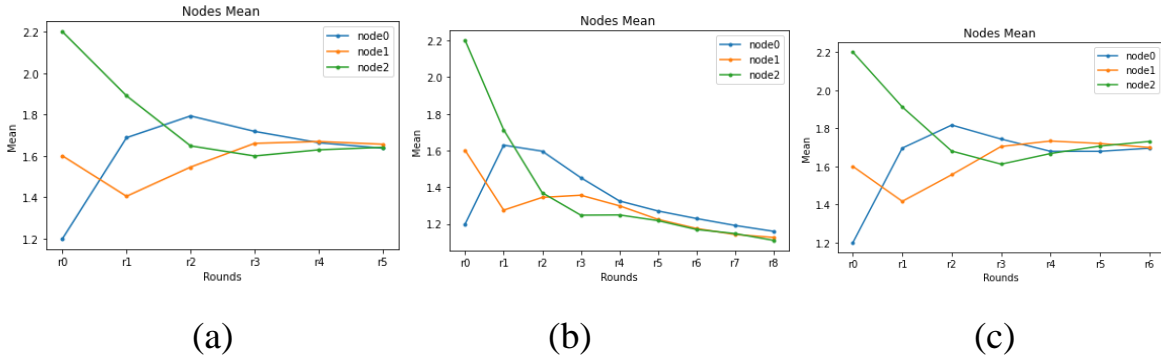 Nodes Mean
2.2
2.0
1.8
1.6
1.4
1.2
Mean
r0 r1 r2 r3 r4 r5
Rounds
node0
node1
node2
(a)
Nodes Mean
2.2
2.0
1.8
1.6
1.4
1.2
Mean
r0 r1 r2 r3 r4 r5 r6 r7 r8
Rounds
node0
node1
node2
(b)
Nodes Mean
2.2
2.0
1.8
1.6
1.4
1.2
Mean
r0 r1 r2 r3 r4 r5 r6
Rounds
node0
node1
node2
(c)